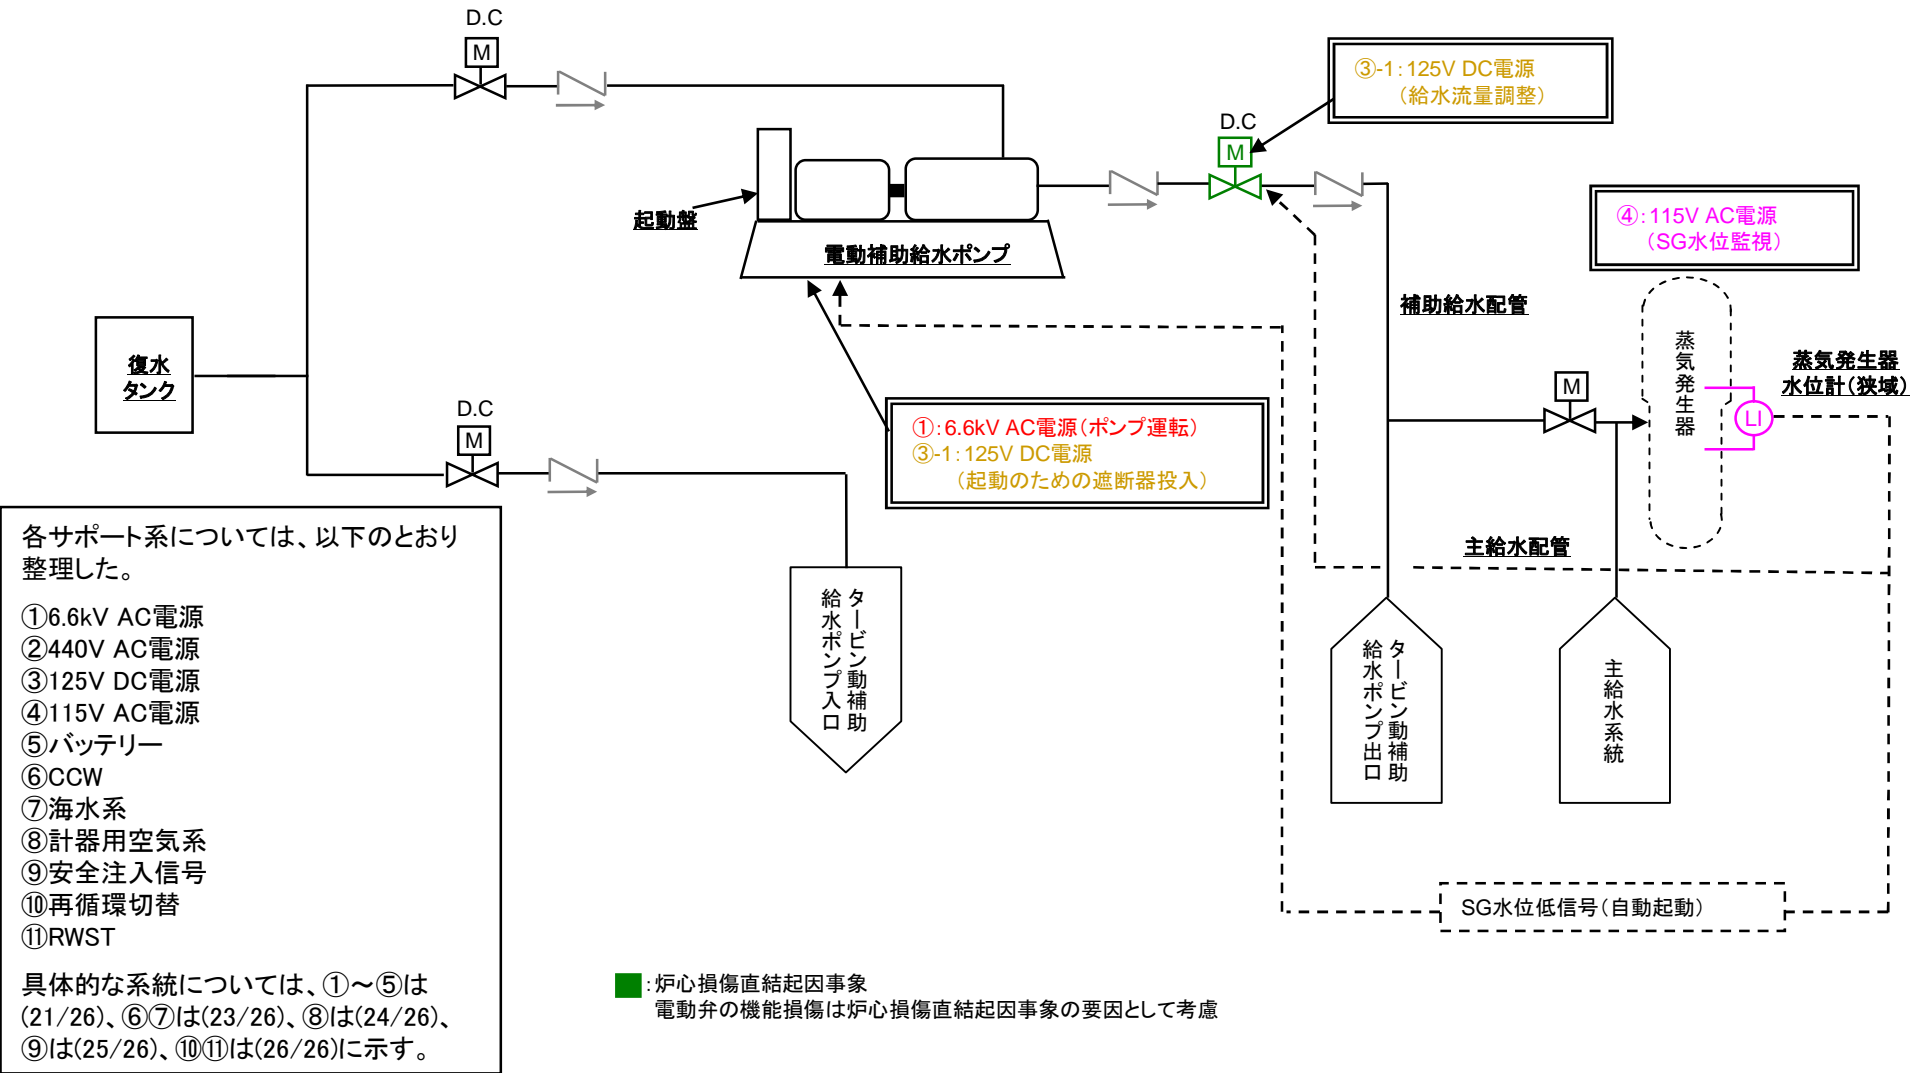 D.C
M
③-1：125V DC電源
（給水流量調整）
D.C
M
起動盤
電動補助給水ポンプ
④：115V AC電源
（SG水位監視）
補助給水配管
復水
タンク
蒸気発生器
蒸気発生器
水位計（狭域）
M
LI
D.C
M
①：6.6kV AC電源（ポンプ運転）
③-1：125V DC電源
（起動のための遮断器投入）
主給水配管
各サポート系については、以下のとおり
整理した。
①6.6kV AC電源
②440V AC電源
③125V DC電源
④115V AC電源
⑤バッテリー
⑥CCW
⑦海水系
⑧計器用空気系
⑨安全注入信号
⑩再循環切替
⑪RWST
具体的な系統については、①～⑤は
(21/26)、⑥⑦は(23/26)、⑧は(24/26)、
⑨は(25/26)、⑩⑪は(26/26)に示す。
タービン動補助
給水ポンプ入口
タービン動補助
給水ポンプ出口
主給水系統
SG水位低信号（自動起動）
：炉心損傷直結起因事象
電動弁の機能損傷は炉心損傷直結起因事象の要因として考慮